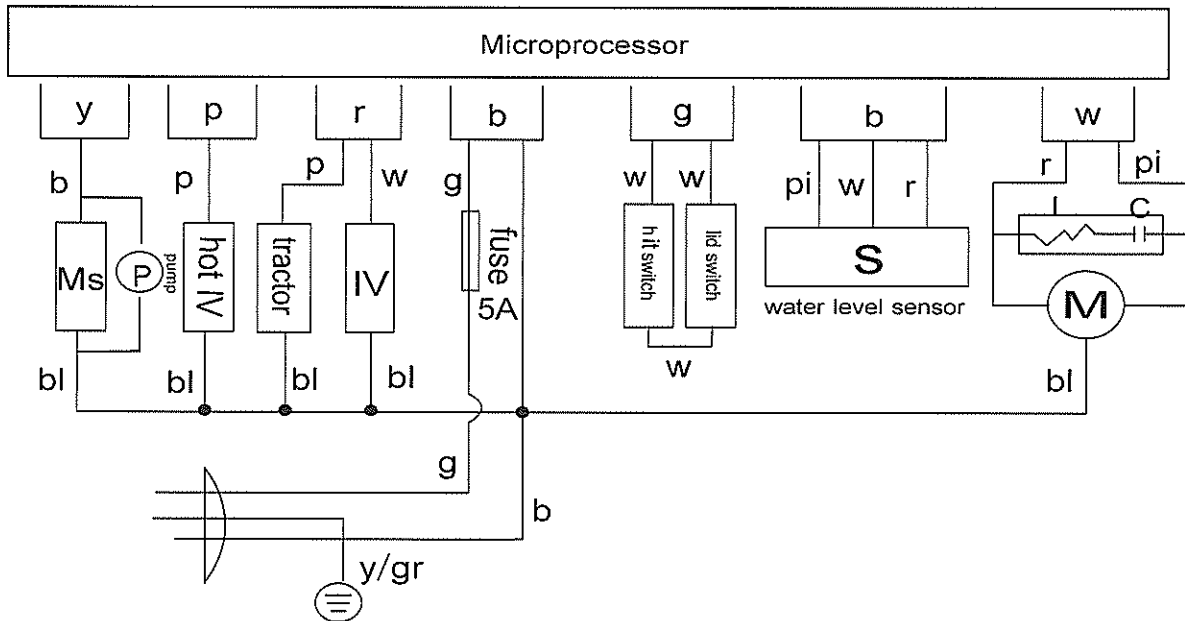 Microprocessor
y p r b g b w
b p p w g w w pi w r r pi
I C
Ms P pump hot IV tractor IV fuse 5A hit switch lid switch S M
water level sensor
w
bl bl bl bl bl
g
b
y/gr